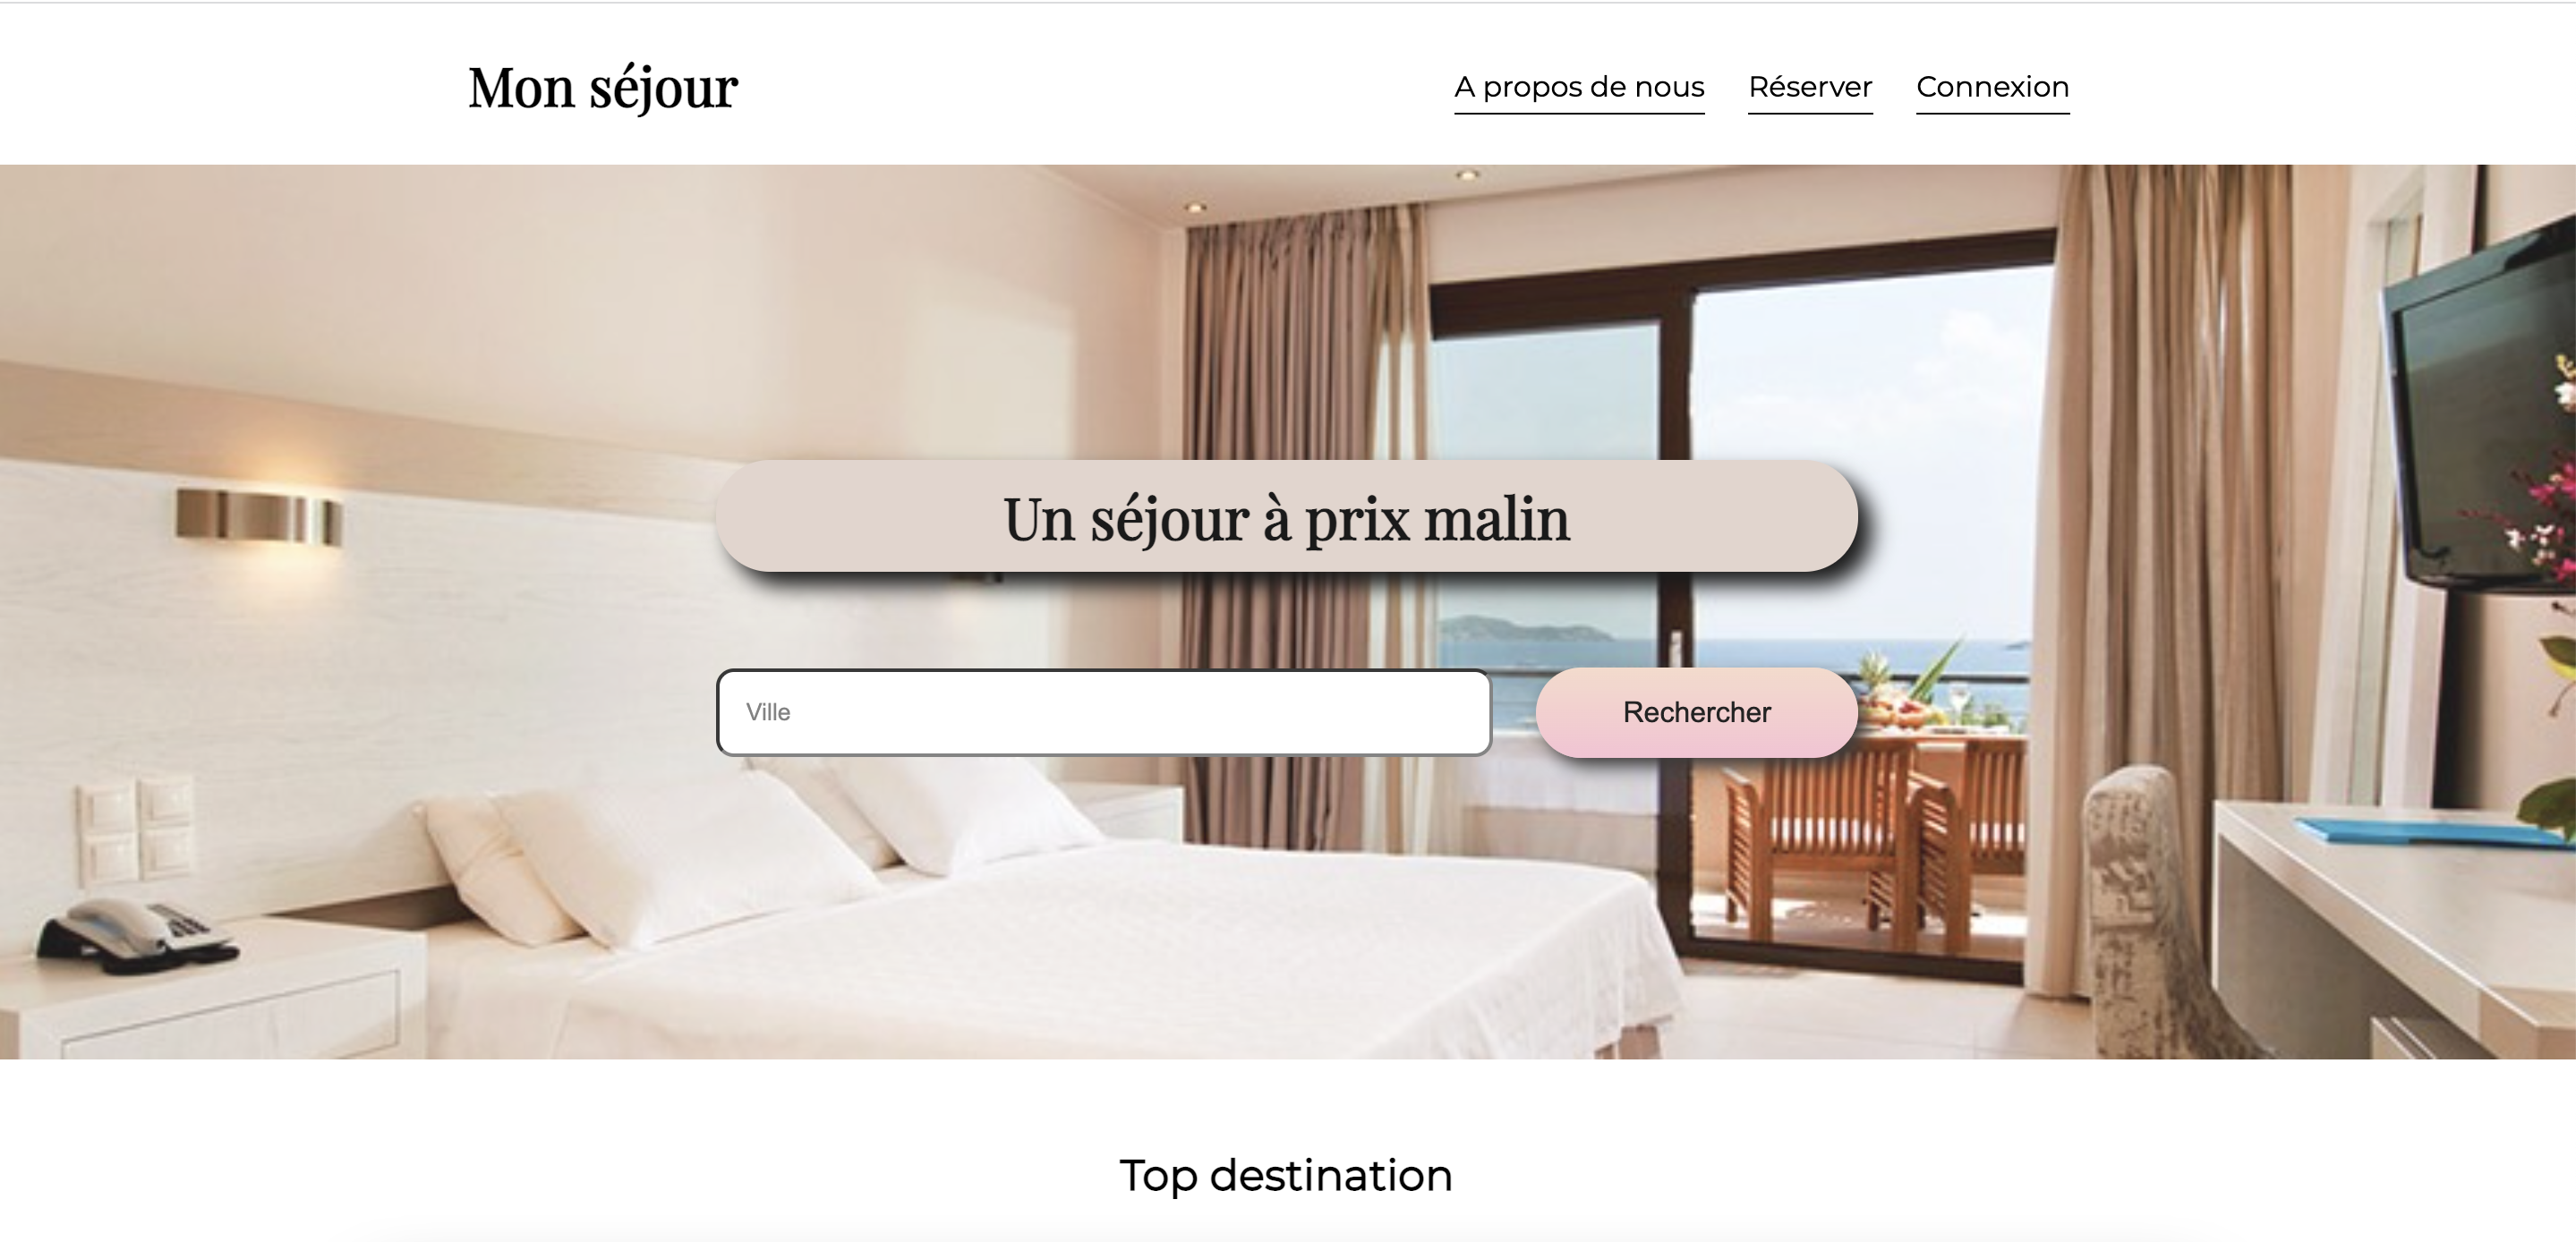 Mon séjour
A propos de nous Réserver Connexion
Un séjour à prix malin
Ville
Rechercher
Top destination